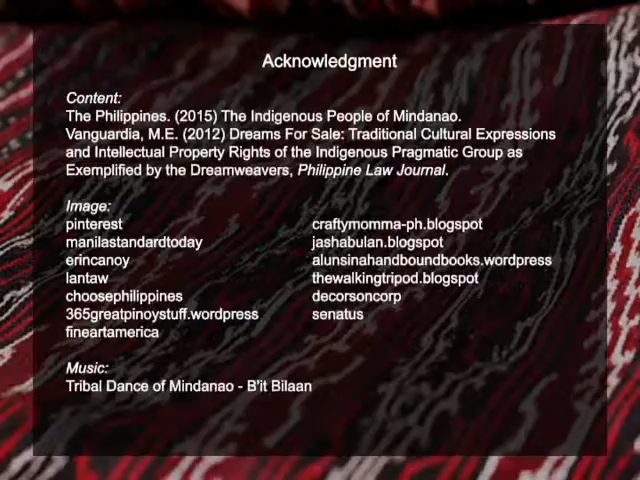 Acknowledgment
Content:
The Philippines. (2015) The Indigenous People of Mindanao.
Vanguardia, M.E. (2012) Dreams For Sale: Traditional Cultural Expressions
and Intellectual Property Rights of the Indigenous Pragmatic Group as
Exemplified by the Dreamweavers, Philippine Law Journal.
Image:
pinterest
manilastandardtoday
erincanoy
lantaw
choosephilippines
365greatpinoystuff.wordpress
fineartamerica
craftymomma-ph.blogspot
jashabulan.blogspot
alunsinahandboundbooks.wordpress
thewalkingtripod.blogspot
decorsoncorp
senatus
Music:
Tribal Dance of Mindanao - B'it Bilaan